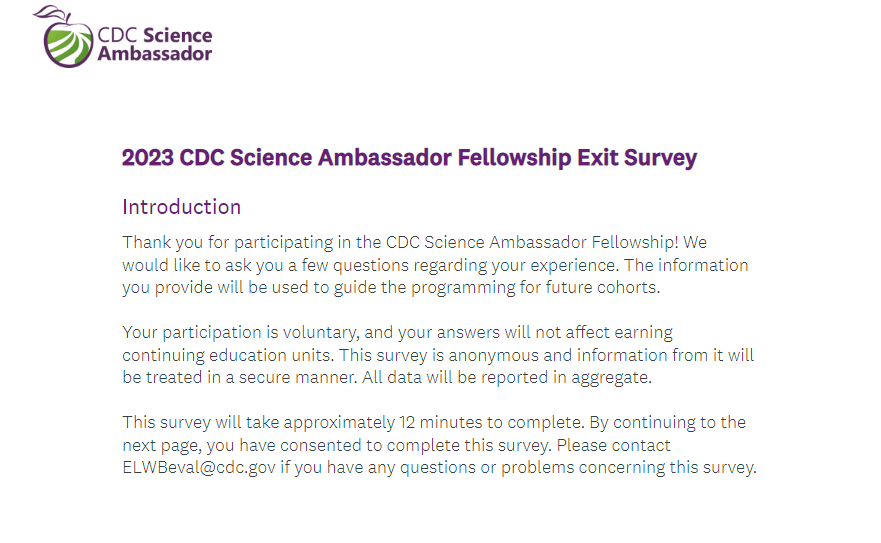 CDC Science
Ambassador
2023 CDC Science Ambassador Fellowship Exit Survey
Introduction
Thank you for participating in the CDC Science Ambassador Fellowship! We
would like to ask you a few questions regarding your experience. The information
you provide will be used to guide the programming for future cohorts.
Your participation is voluntary, and your answers will not affect earning
continuing education units. This survey is anonymous and information from it will
be treated in a secure manner. All data will be reported in aggregate.
This survey will take approximately 12 minutes to complete. By continuing to the
next page, you have consented to complete this survey. Please contact
ELWBeval@cdc.gov if you have any questions or problems concerning this survey.